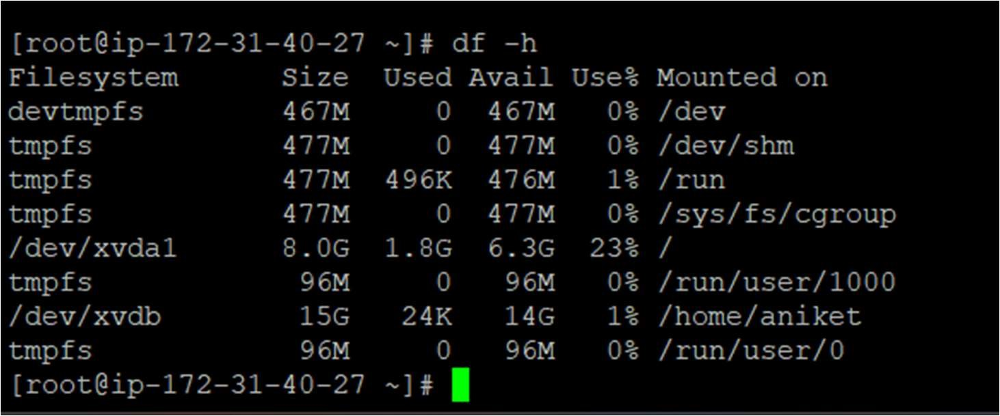 [root@ip-172-31-40-27 ~]# df -h
Filesystem      Size  Used Avail Use% Mounted on
devtmpfs        467M     0  467M   0% /dev
tmpfs           477M     0  477M   0% /dev/shm
tmpfs           477M  496K  476M   1% /run
tmpfs           477M     0  477M   0% /sys/fs/cgroup
/dev/xvda1      8.0G  1.8G  6.3G  23% /
tmpfs            96M     0   96M   0% /run/user/1000
/dev/xvdb        15G   24K   14G   1% /home/aniket
tmpfs            96M     0   96M   0% /run/user/0
[root@ip-172-31-40-27 ~]#